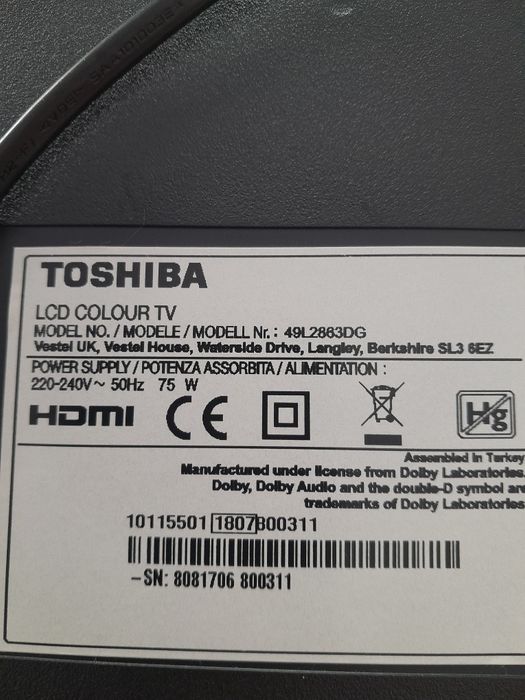 TOSHIBA
LCD COLOUR TV
MODEL NO. / MODELE / MODELL Nr. : 49L2863DG
Vestel UK, Vestel House, Waterside Drive, Langley, Berkshire SL3 6EZ
POWER SUPPLY / POTENZA ASSORBITA / ALIMENTATION :
220-240V~ 50Hz 75 W
HDMI CE Hg
Assembled in Turkey
Manufactured under license from Dolby Laboratories.
Dolby, Dolby Audio and the double-D symbol are
trademarks of Dolby Laboratories
10115501 1807 800311
-SN: 8081706 800311